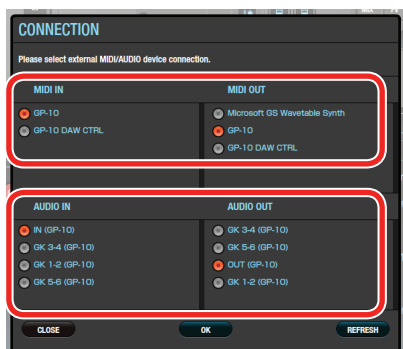 CONNECTION
Please select external MIDI/AUDIO device connection.
MIDI IN
MIDI OUT
GP-10
GP-10 DAW CTRL
Microsoft GS Wavetable Synth
GP-10
GP-10 DAW CTRL
AUDIO IN
AUDIO OUT
IN (GP-10)
GK 3-4 (GP-10)
GK 1-2 (GP-10)
GK 5-6 (GP-10)
GK 3-4 (GP-10)
GK 5-6 (GP-10)
OUT (GP-10)
GK 1-2 (GP-10)
CLOSE
OK
REFRESH